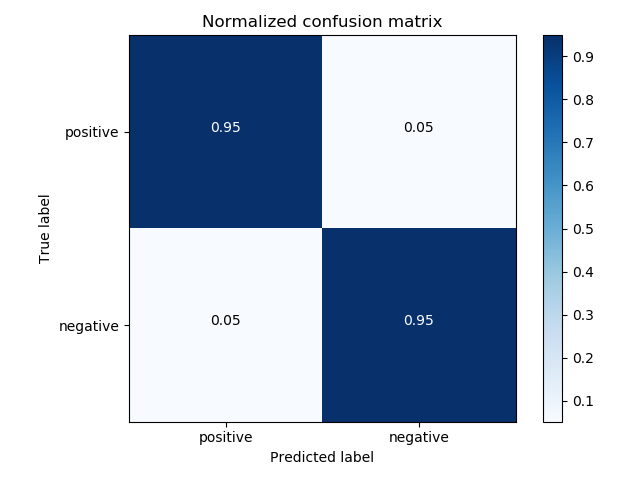 Normalized confusion matrix
True label
positive
0.95
0.05
negative
0.05
0.95
positive
negative
Predicted label
0.9
0.8
0.7
0.6
0.5
0.4
0.3
0.2
0.1